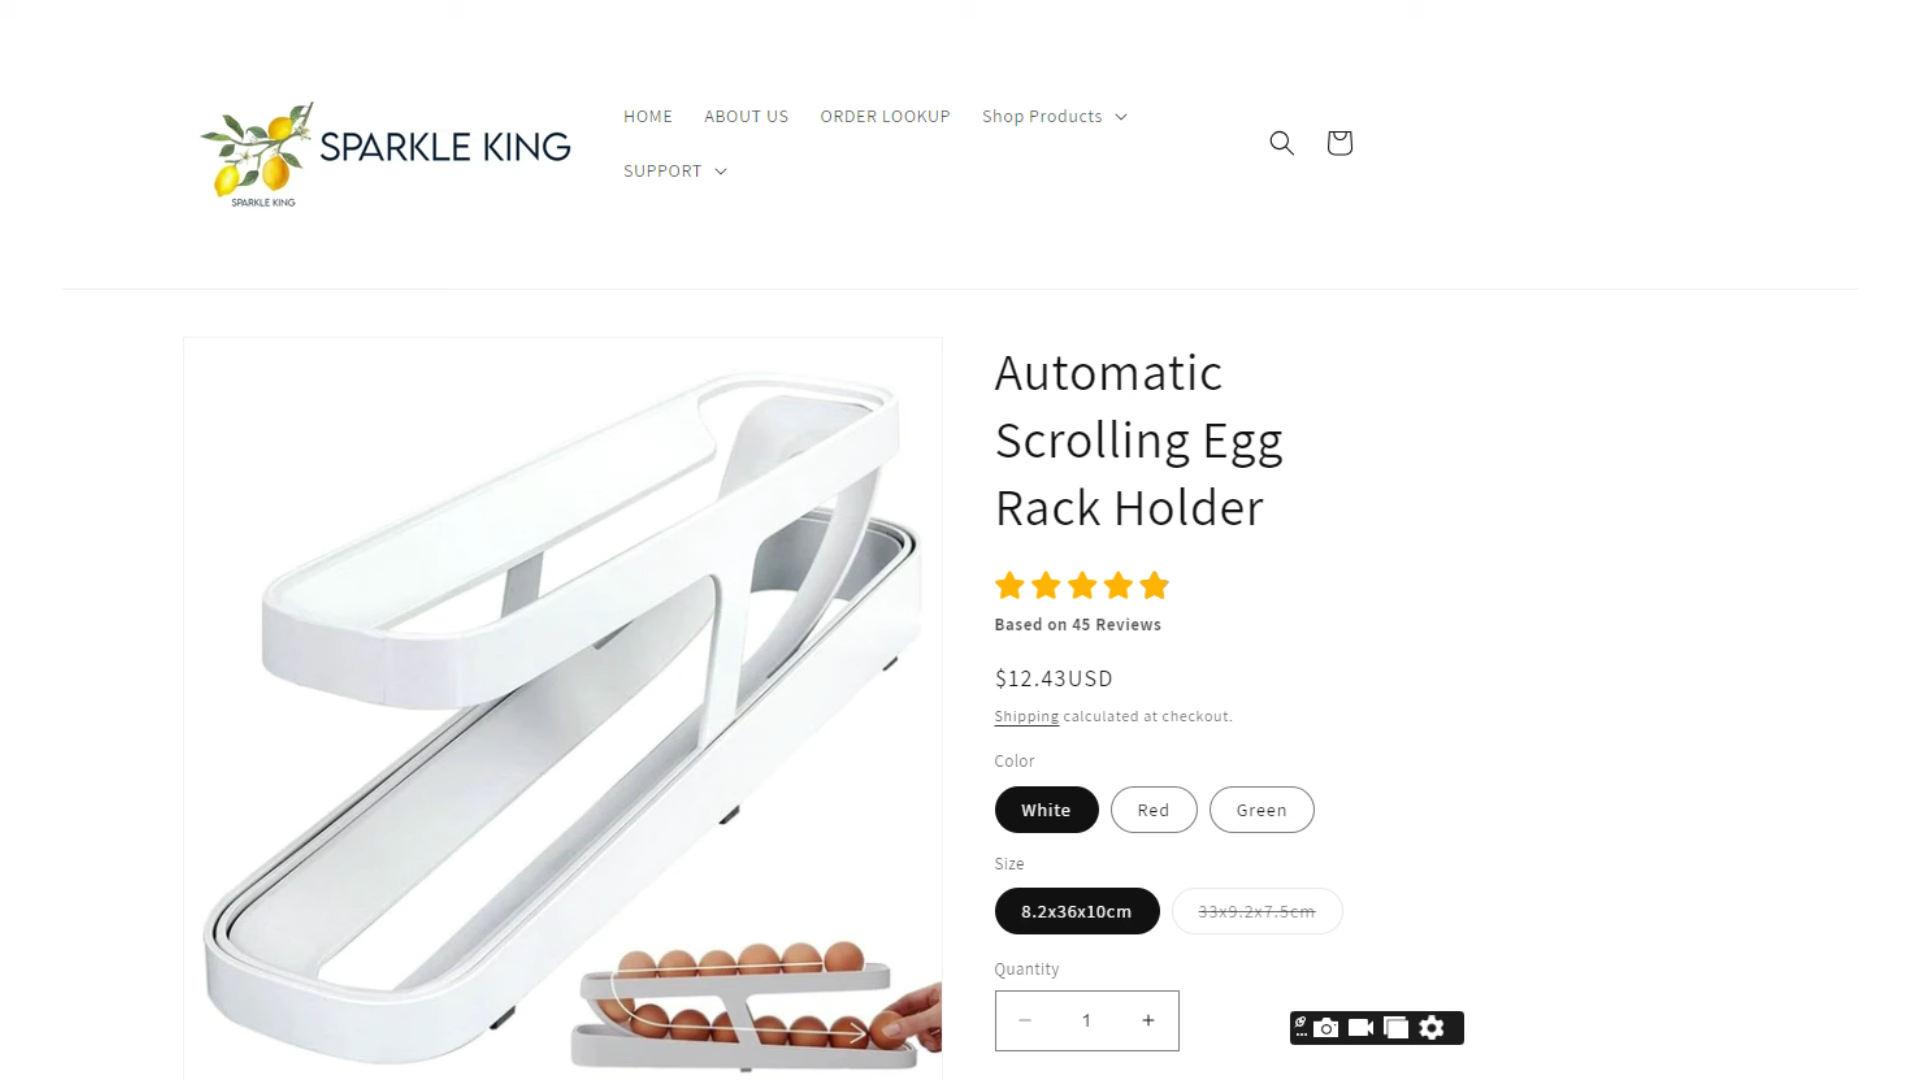 SPARKLE KING
SPARKLE KING
HOME ABOUT US ORDER LOOKUP Shop Products
SUPPORT
Automatic
Scrolling Egg
Rack Holder
Based on 45 Reviews
$12.43USD
Shipping calculated at checkout.
Color
White Red Green
Size
8.2x36x10cm 33x9.2x7.5cm
Quantity
− 1 +